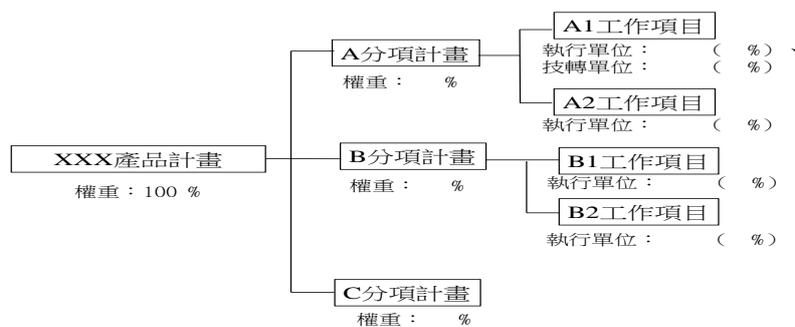 A1工作項目
執行單位：　　　（　%）、
技轉單位：　　　（　%）
A分項計畫
權重：　%
A2工作項目
執行單位：　　　（　%）
XXX產品計畫
權重：100 %
B分項計畫
權重：　%
B1工作項目
執行單位：　　　（　%）
B2工作項目
執行單位：　　　（　%）
C分項計畫
權重：　%